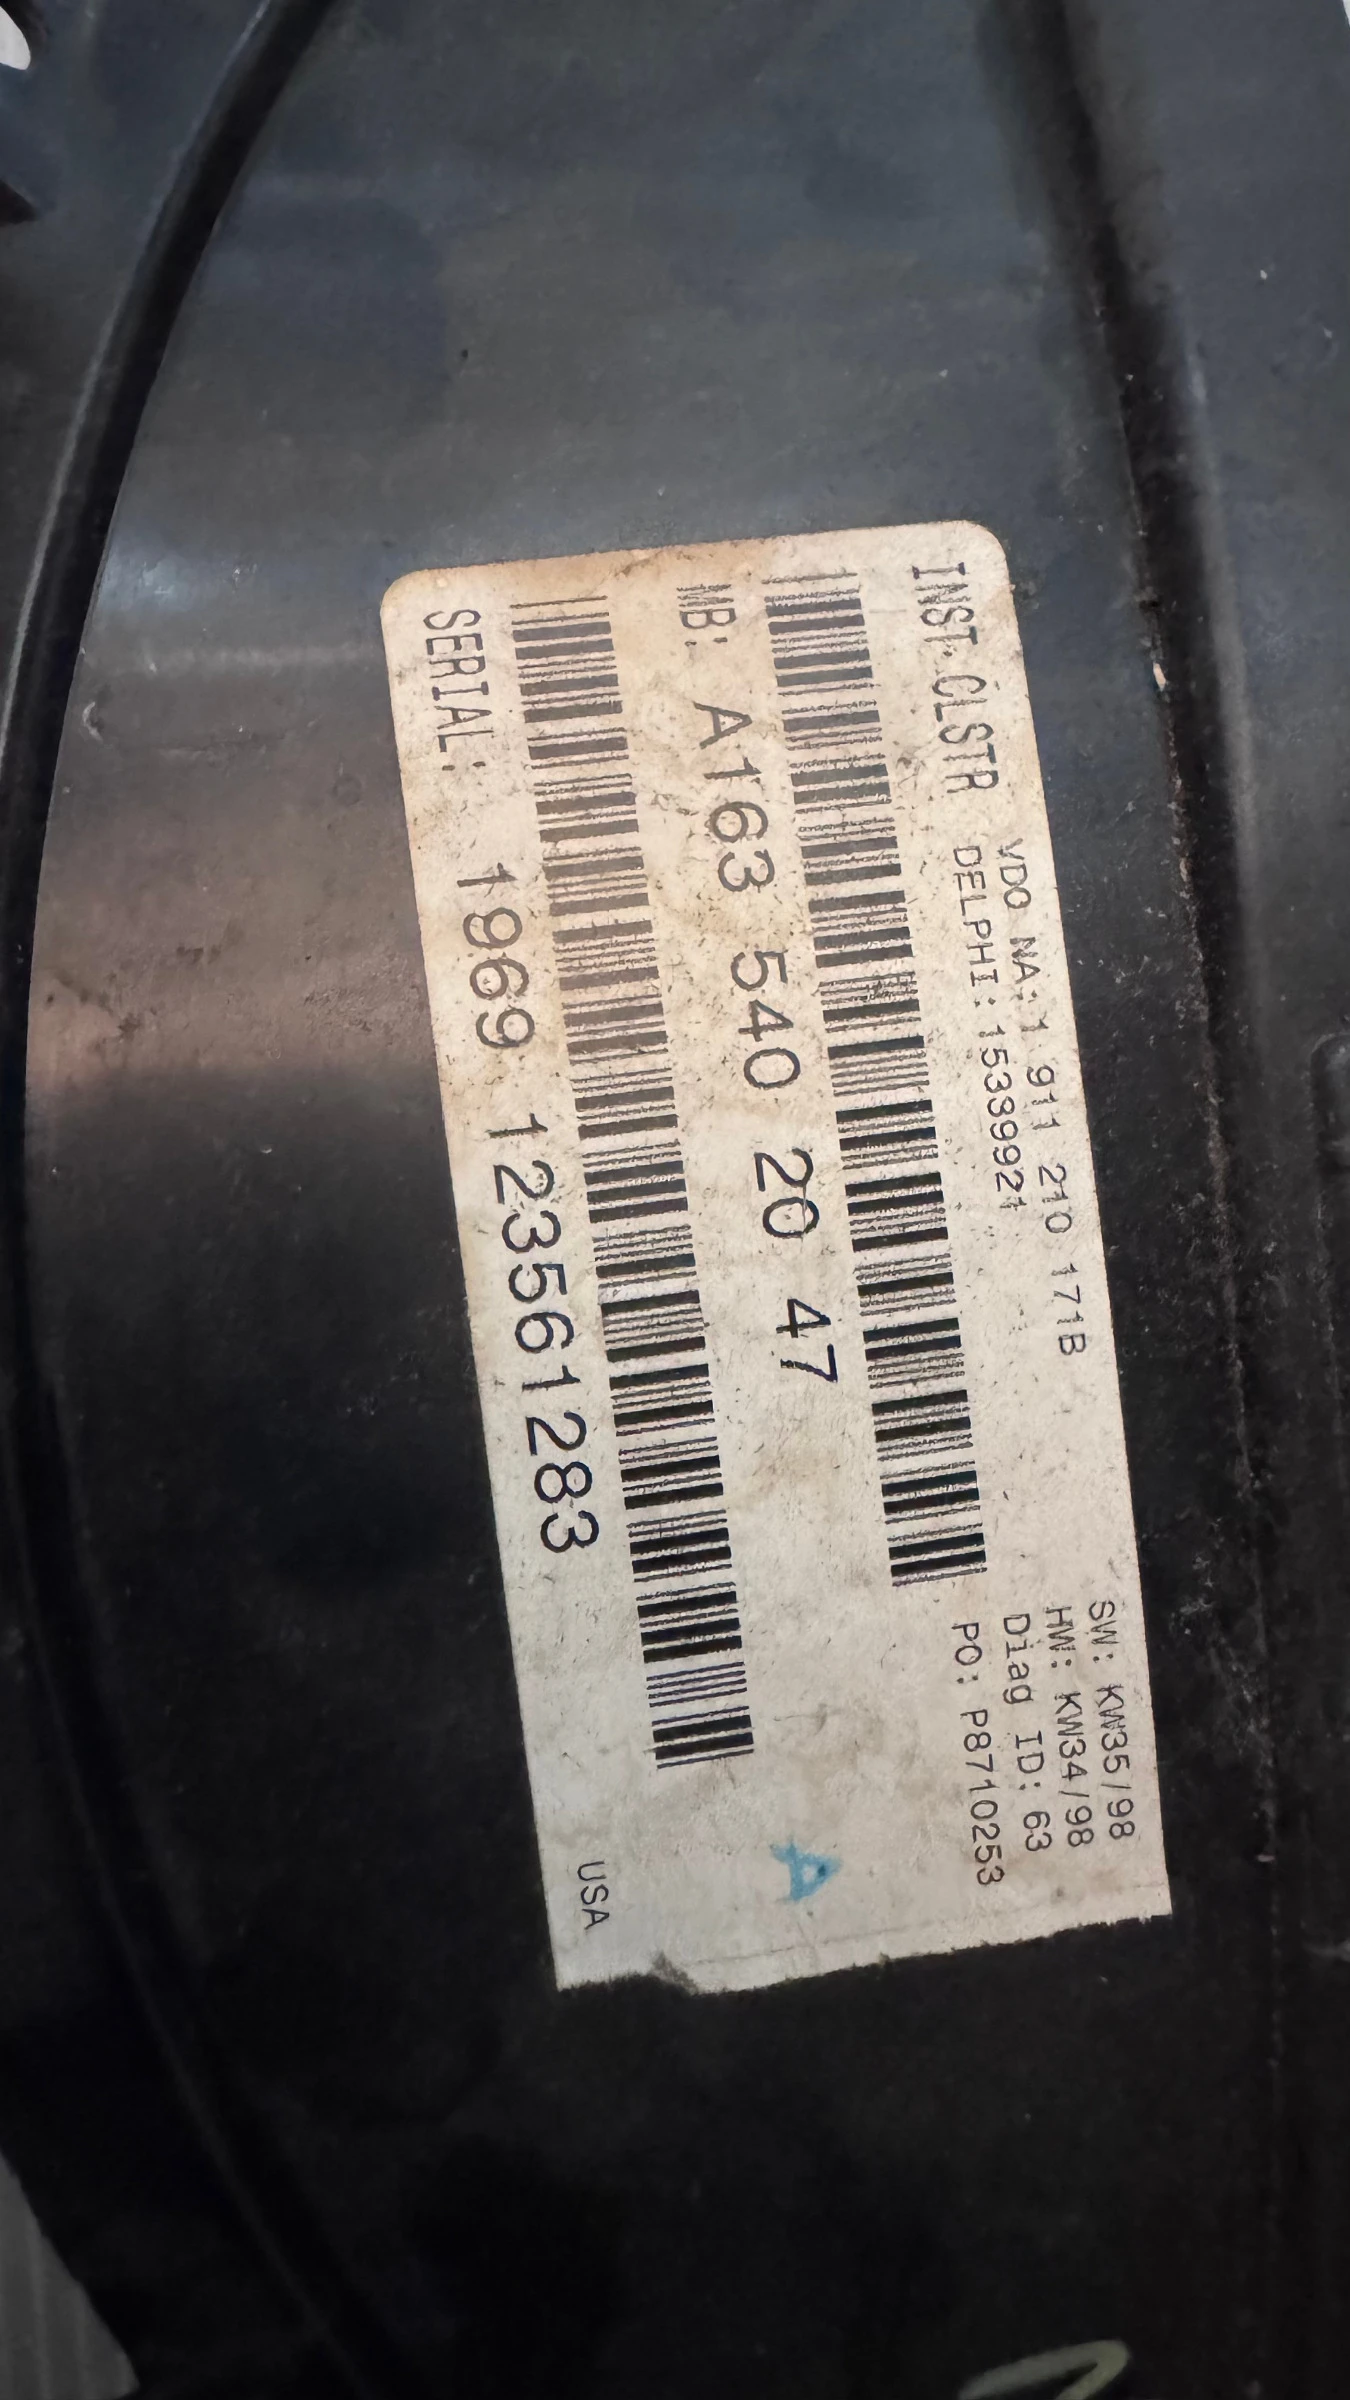 VDO NA: 1 911 210 171B
SW: KW35/98
HW: KW34/98
INST.CLSTR
DELPHI: 15339921
Diag ID: 63
PO: P8710253
MB: A163 540 20 47
A
SERIAL: 1969 123561283
USA